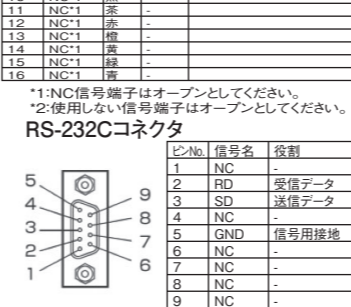 11 NC*1 茶 -
12 NC*1 赤 -
13 NC*1 橙 -
14 NC*1 黄 -
15 NC*1 緑 -
16 NC*1 青 -
*1:NC信号端子はオープンとしてください。
*2:使用しない信号端子はオープンとしてください。
RS-232Cコネクタ
5
4
3
2
1
9
8
7
6
ピンNo. 信号名 役割
1 NC -
2 RD 受信データ
3 SD 送信データ
4 NC -
5 GND 信号用接地
6 NC -
7 NC -
8 NC -
9 NC -